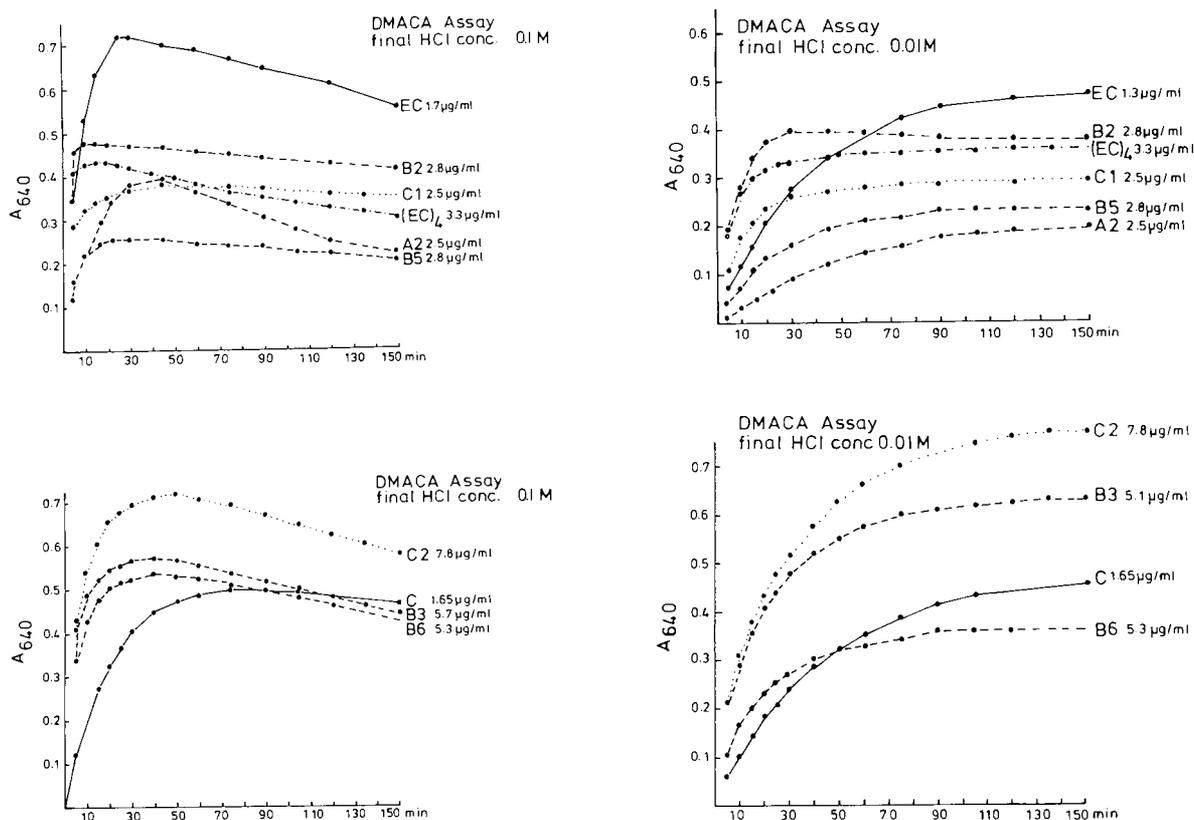 DMACA Assay
final HCl conc. 0.1 M
0.7
0.6
0.5
0.4
0.3
0.2
0.1
A640
EC 1.7µg/ml
B2 2.8µg/ml
C1 2.5µg/ml
(EC)4 3.3µg/ml
A2 2.5µg/ml
B5 2.8µg/ml
10 30 50 70 90 110 130 150 min
DMACA Assay
final HCl conc. 0.01M
0.6
0.5
0.4
0.3
0.2
0.1
A640
EC 1.3µg/ml
B2 2.8µg/ml
(EC)4 3.3µg/ml
C1 2.5µg/ml
B5 2.8µg/ml
A2 2.5µg/ml
10 30 50 70 90 110 130 150 min
DMACA Assay
final HCl conc. 0.1 M
0.7
0.6
0.5
0.4
0.3
0.2
0.1
A640
C2 7.8µg/ml
C 1.65µg/ml
B3 5.7µg/ml
B6 5.3µg/ml
10 30 50 70 90 110 130 150 min
DMACA Assay
final HCl conc 0.01M
0.7
0.6
0.5
0.4
0.3
0.2
0.1
A640
C2 7.8µg/ml
B3 5.1µg/ml
C 1.65µg/ml
B6 5.3µg/ml
10 30 50 70 90 110 130 150 min